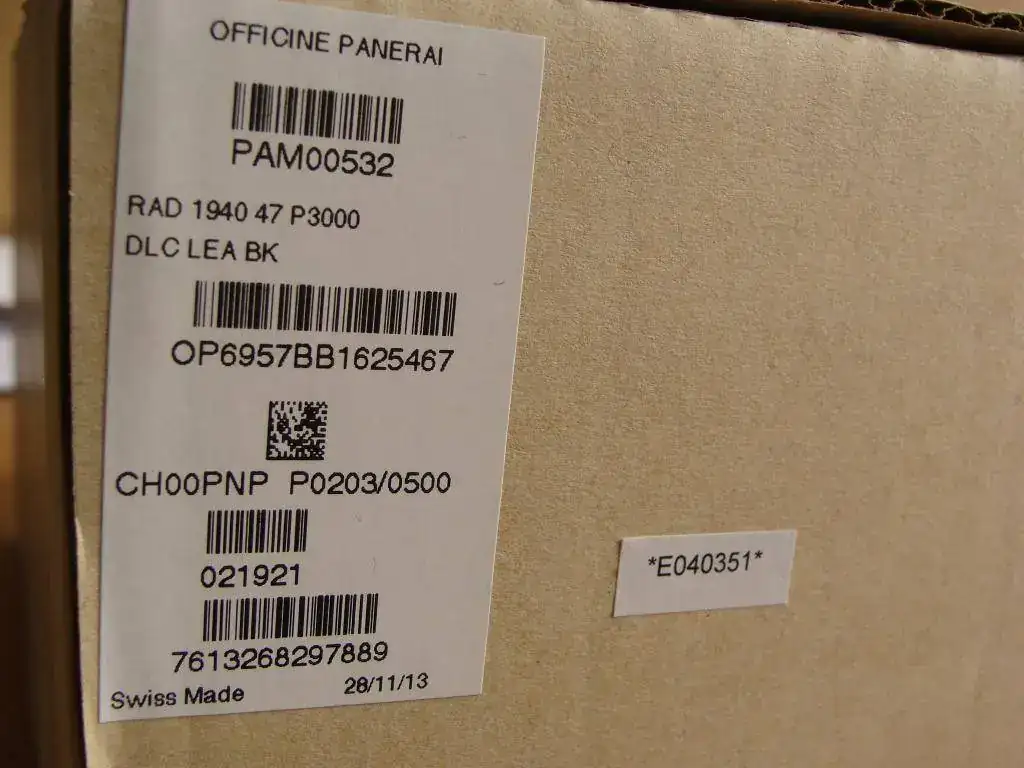 OFFICINE PANERAI
PAM00532
RAD 1940 47 P3000
DLC LEA BK
OP6957BB1625467
CH00PNP P0203/0500
021921
7613268297889
Swiss Made 28/11/13
*E040351*